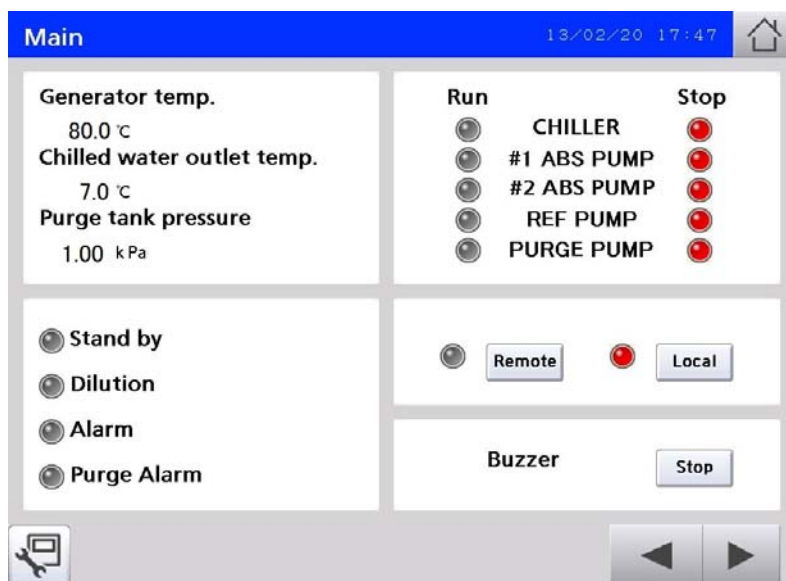 Main 13/02/20 17:47
Generator temp.
80.0 ℃
Chilled water outlet temp.
7.0 ℃
Purge tank pressure
1.00 kPa
Run Stop
CHILLER
#1 ABS PUMP
#2 ABS PUMP
REF PUMP
PURGE PUMP
Stand by
Dilution
Alarm
Purge Alarm
Remote Local
Buzzer Stop